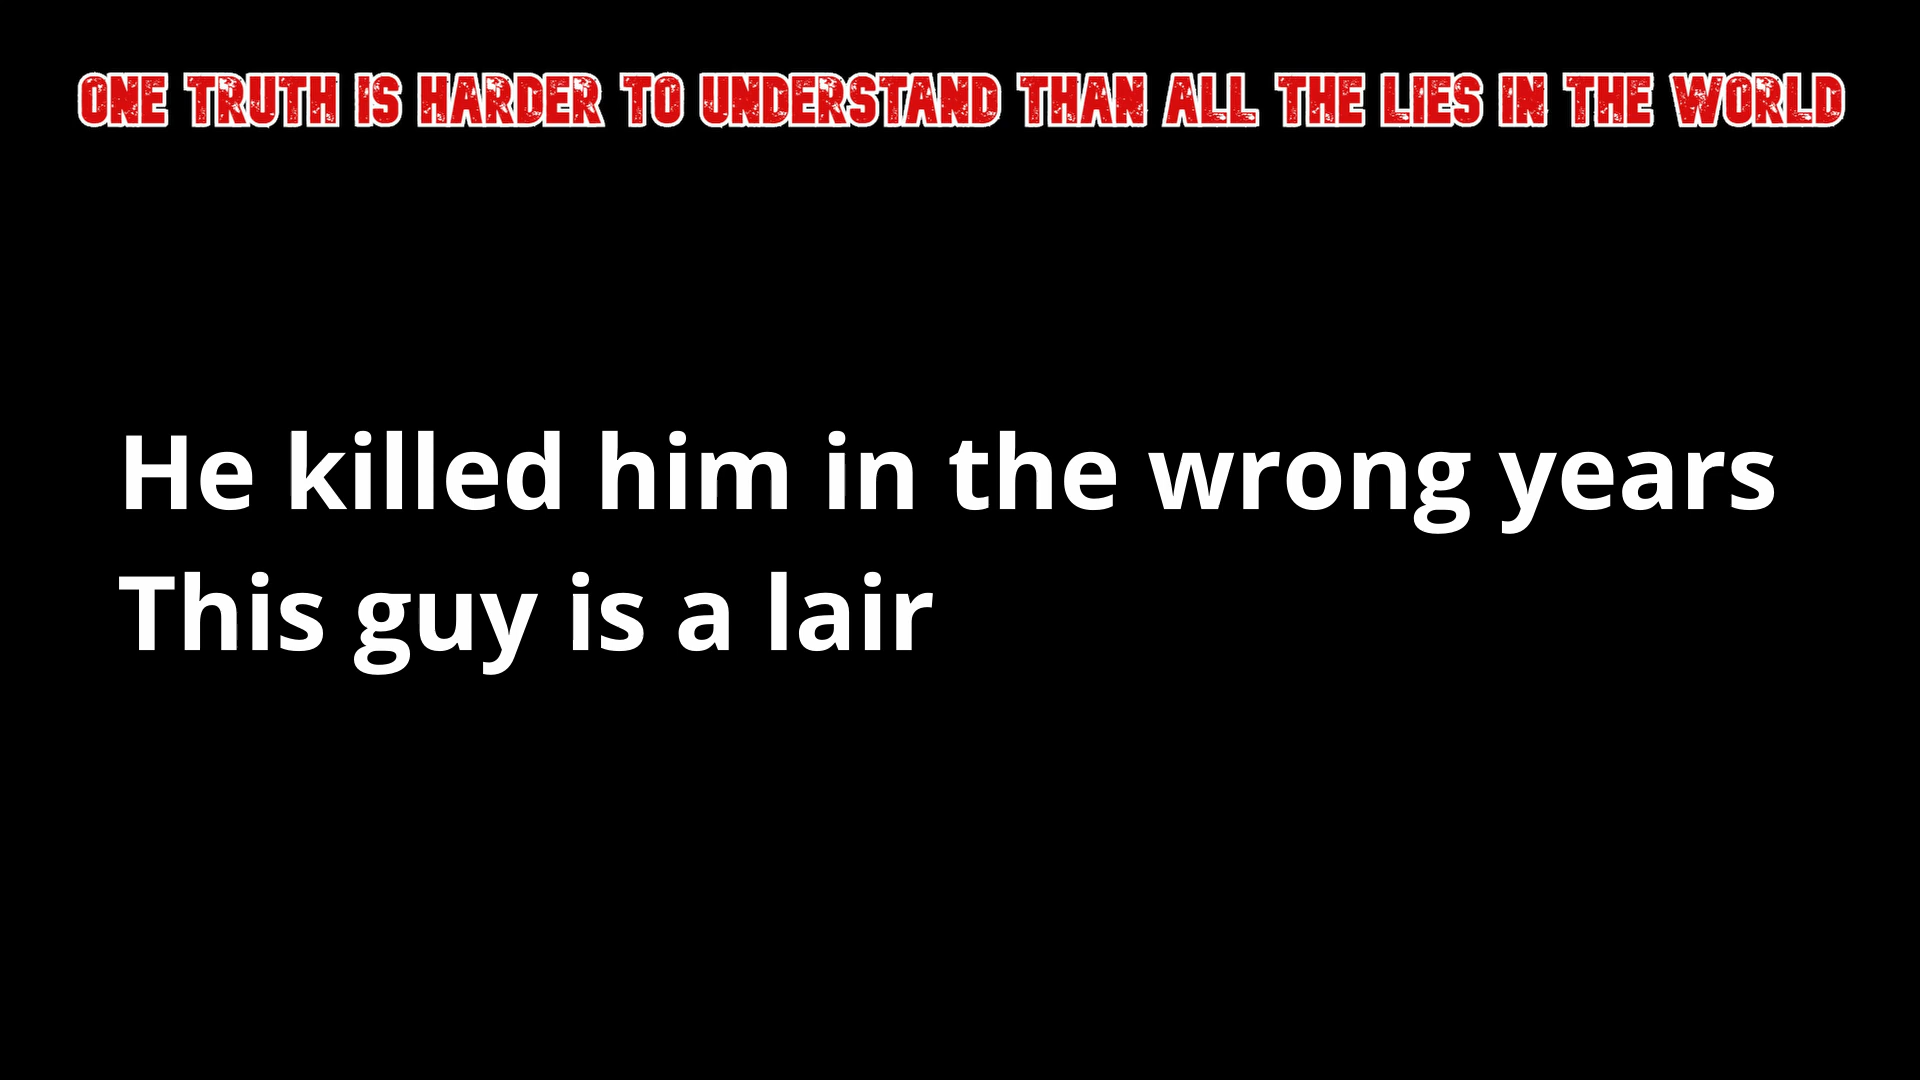 ONE TRUTH IS HARDER TO UNDERSTAND THAN ALL THE LIES IN THE WORLD
He killed him in the wrong years
This guy is a lair